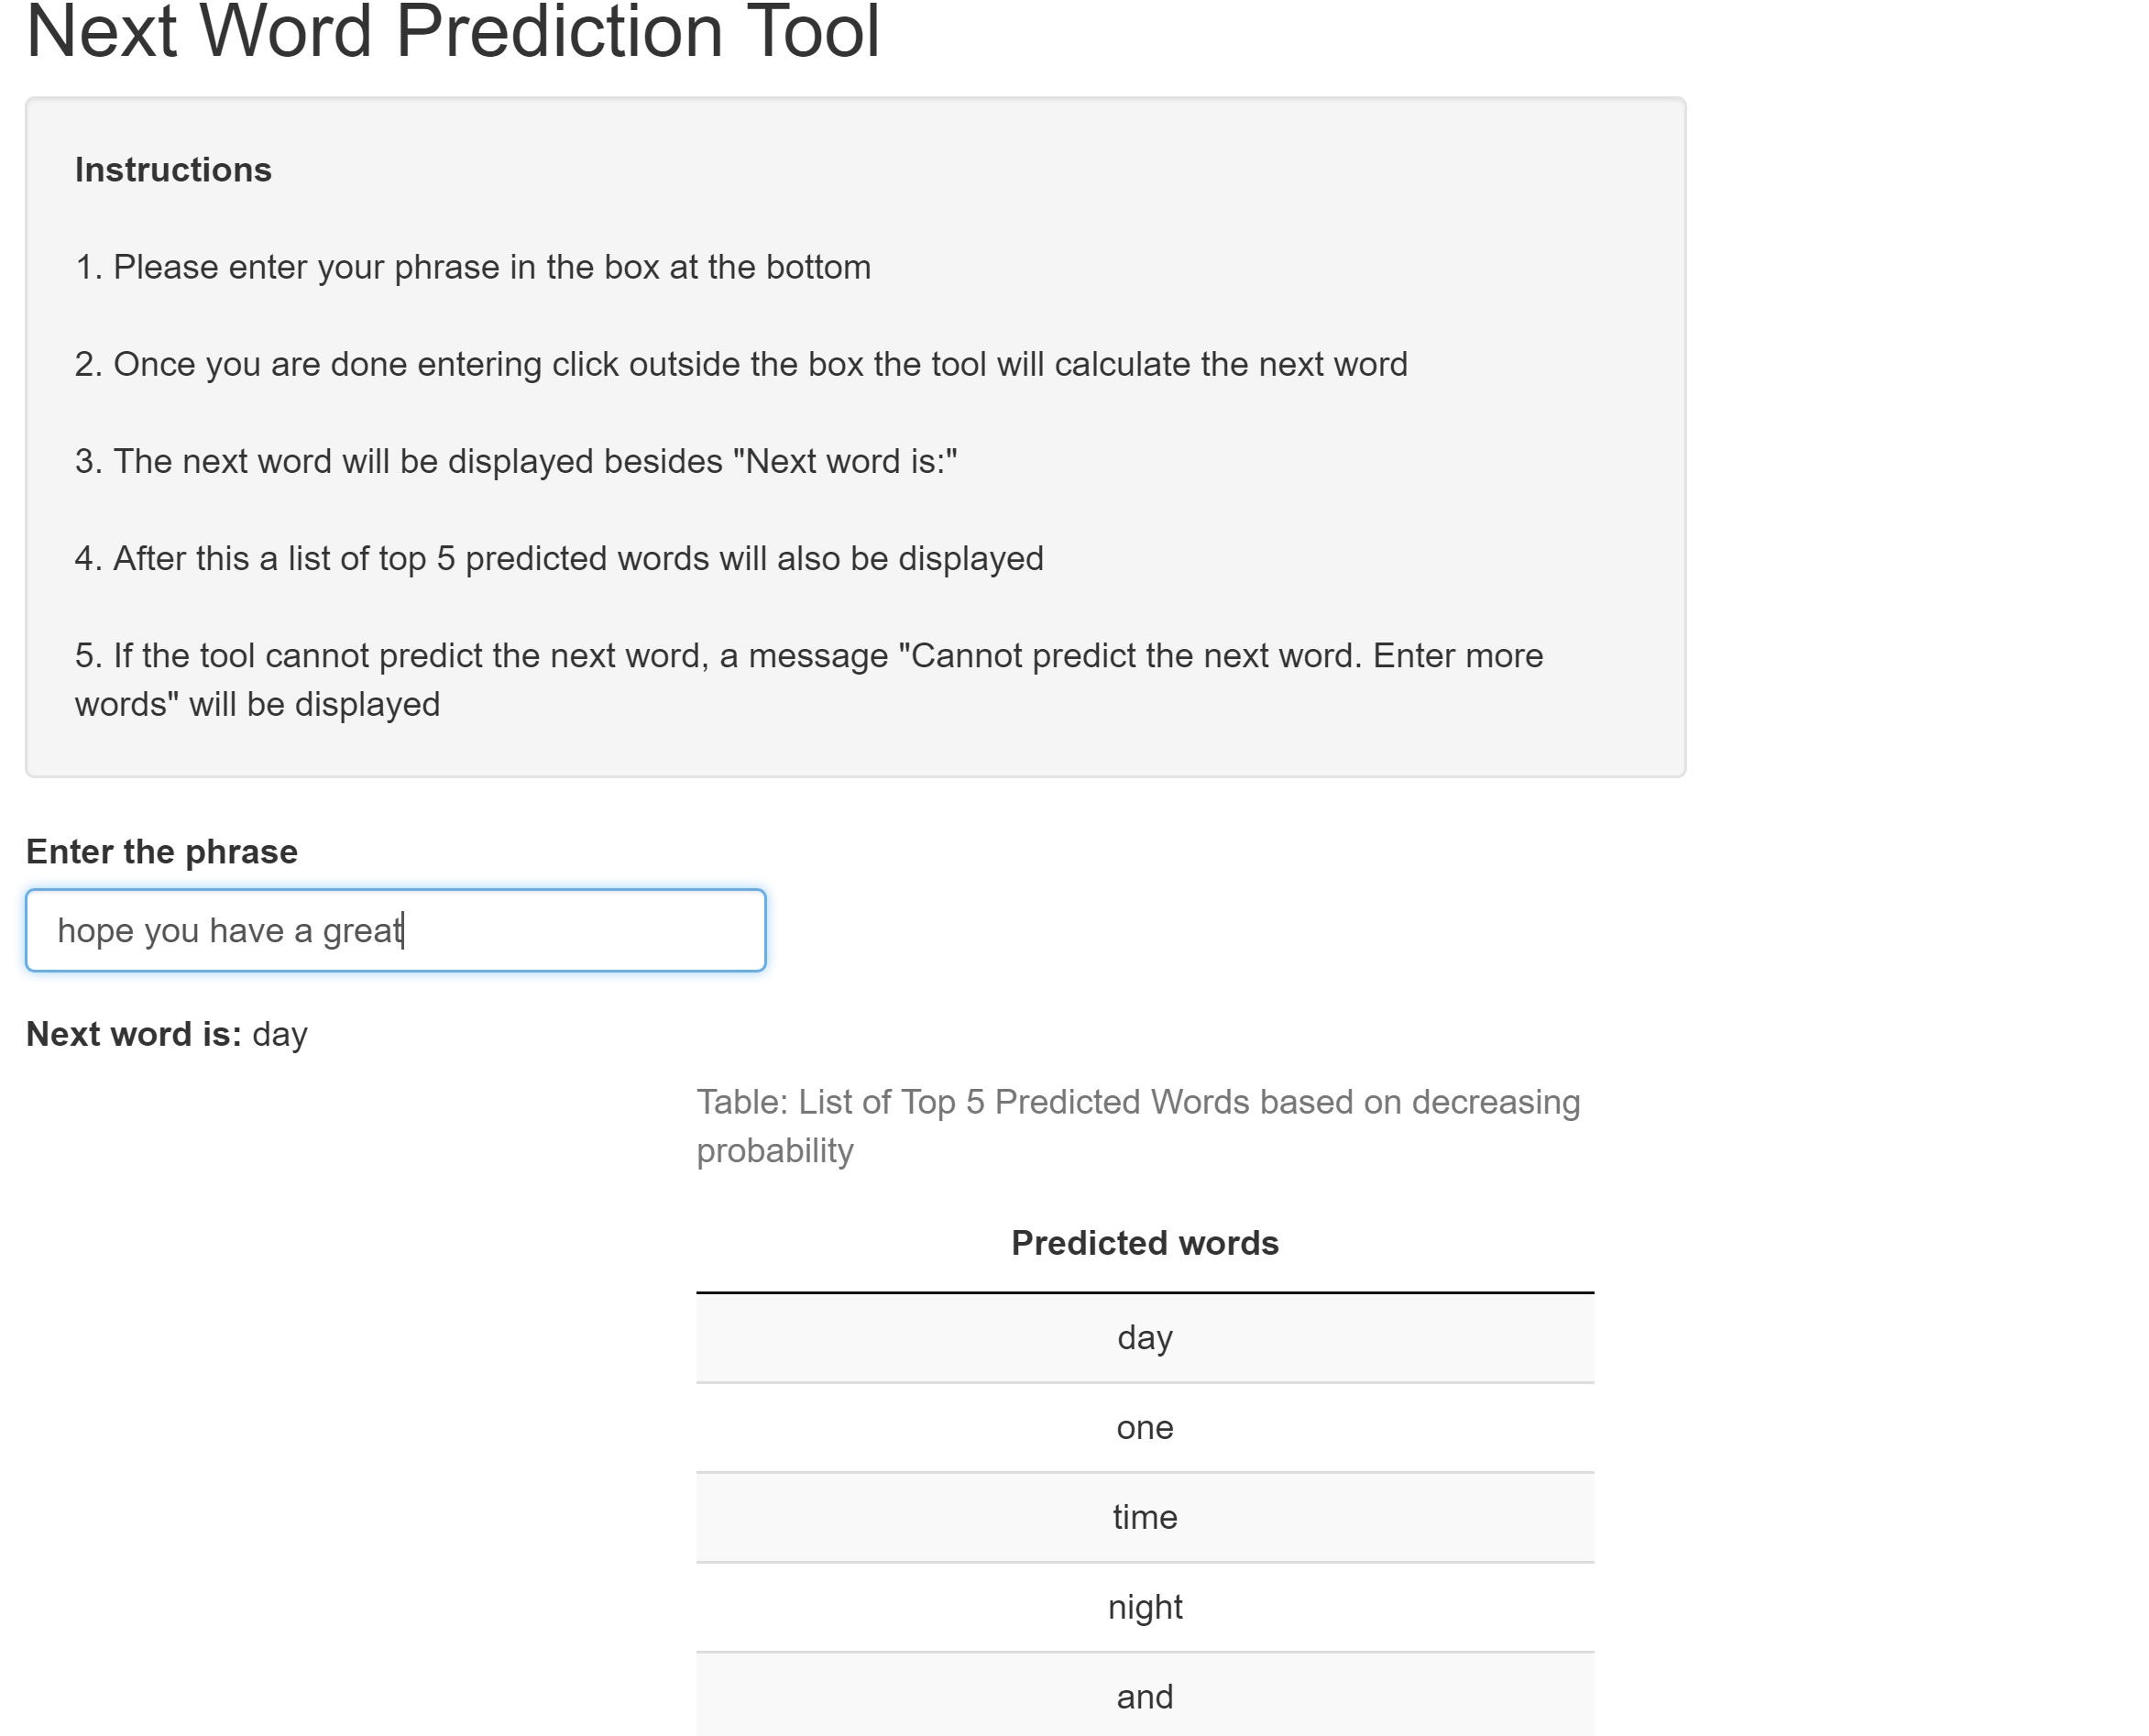 Next Word Prediction Tool
Instructions
1. Please enter your phrase in the box at the bottom
2. Once you are done entering click outside the box the tool will calculate the next word
3. The next word will be displayed besides "Next word is:"
4. After this a list of top 5 predicted words will also be displayed
5. If the tool cannot predict the next word, a message "Cannot predict the next word. Enter more
words" will be displayed
Enter the phrase
hope you have a great
Next word is: day
Table: List of Top 5 Predicted Words based on decreasing
probability
Predicted words
day
one
time
night
and